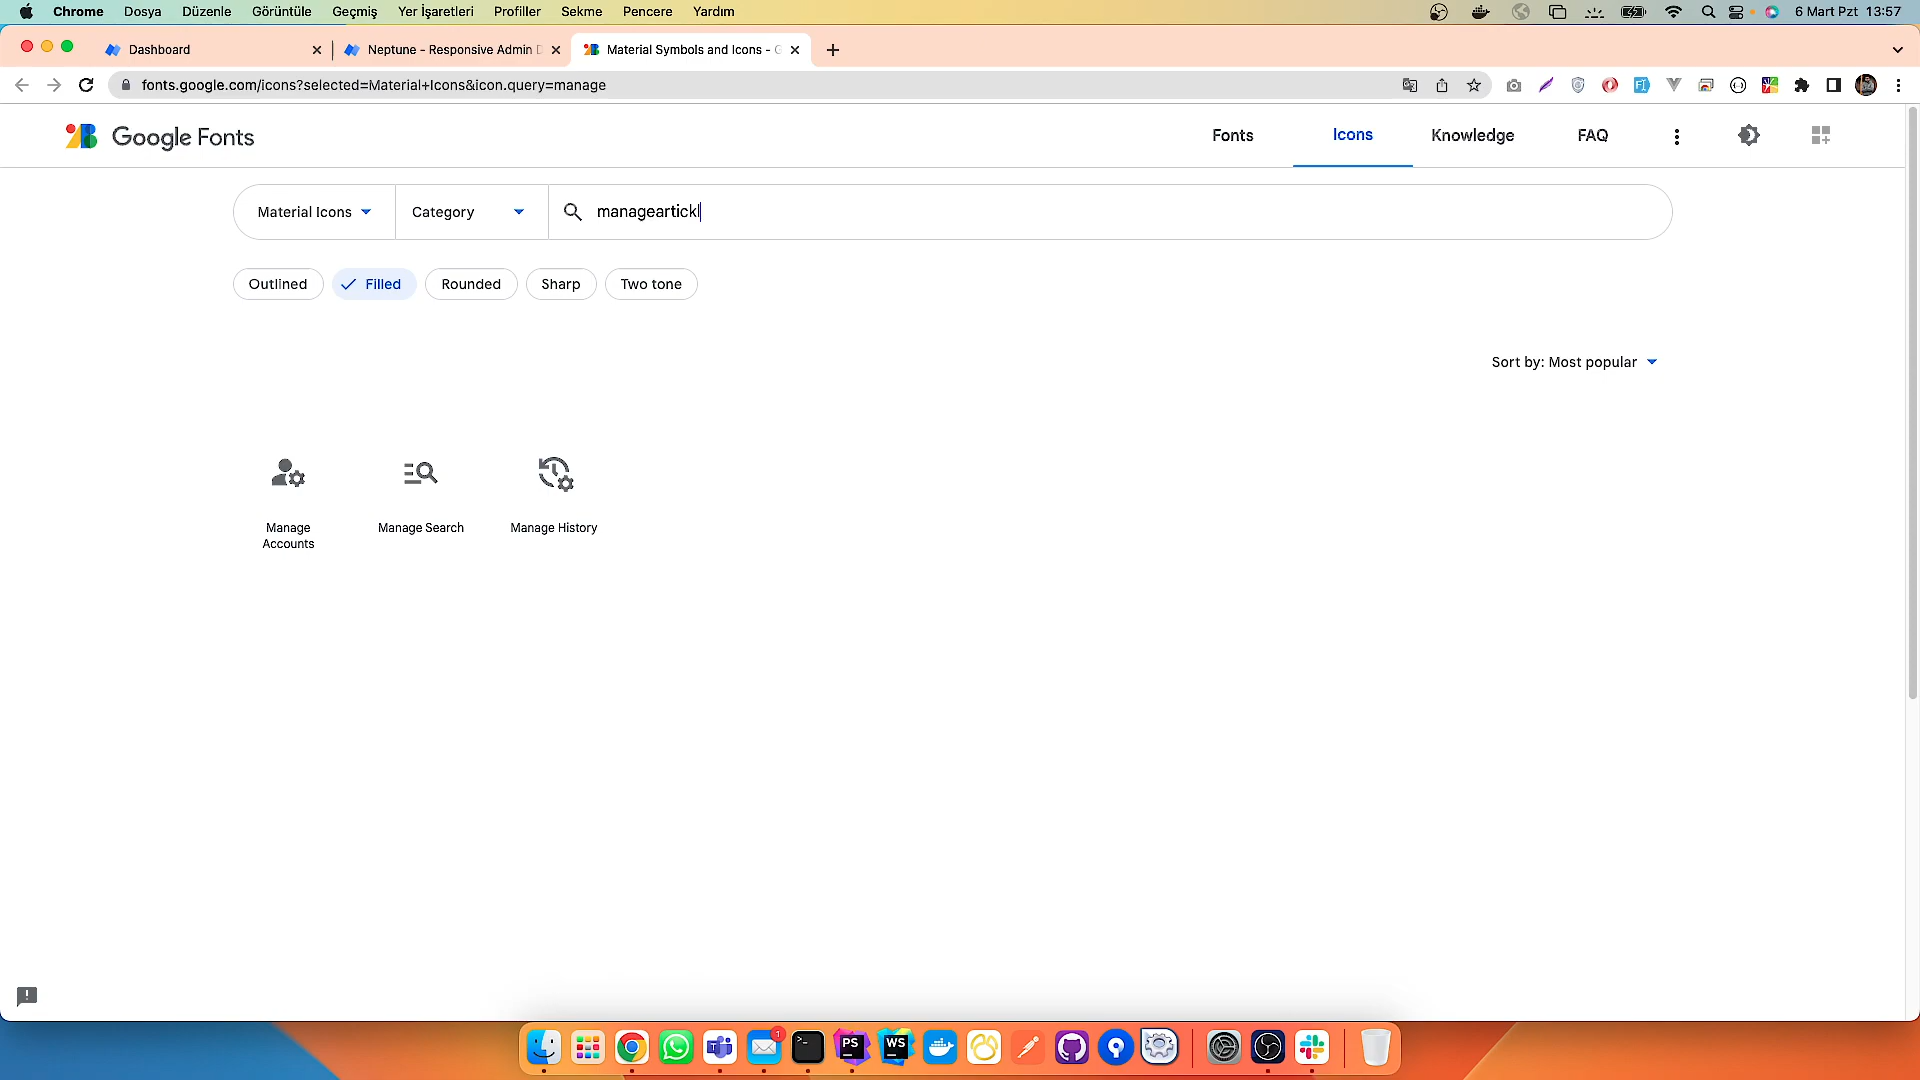 Chrome Dosya Düzenle Görüntüle Geçmiş Yer İşaretleri Profiller Sekme Pencere Yardım 6 Mart Pzt 13:57
Dashboard Neptune - Responsive Admin D Material Symbols and Icons - G
fonts.google.com/icons?selected=Material+Icons&icon.query=manage
Google Fonts Fonts Icons Knowledge FAQ
Material Icons Category manageartickl
Outlined Filled Rounded Sharp Two tone
Sort by: Most popular
Manage Accounts
Manage Search
Manage History
1
PS
WS